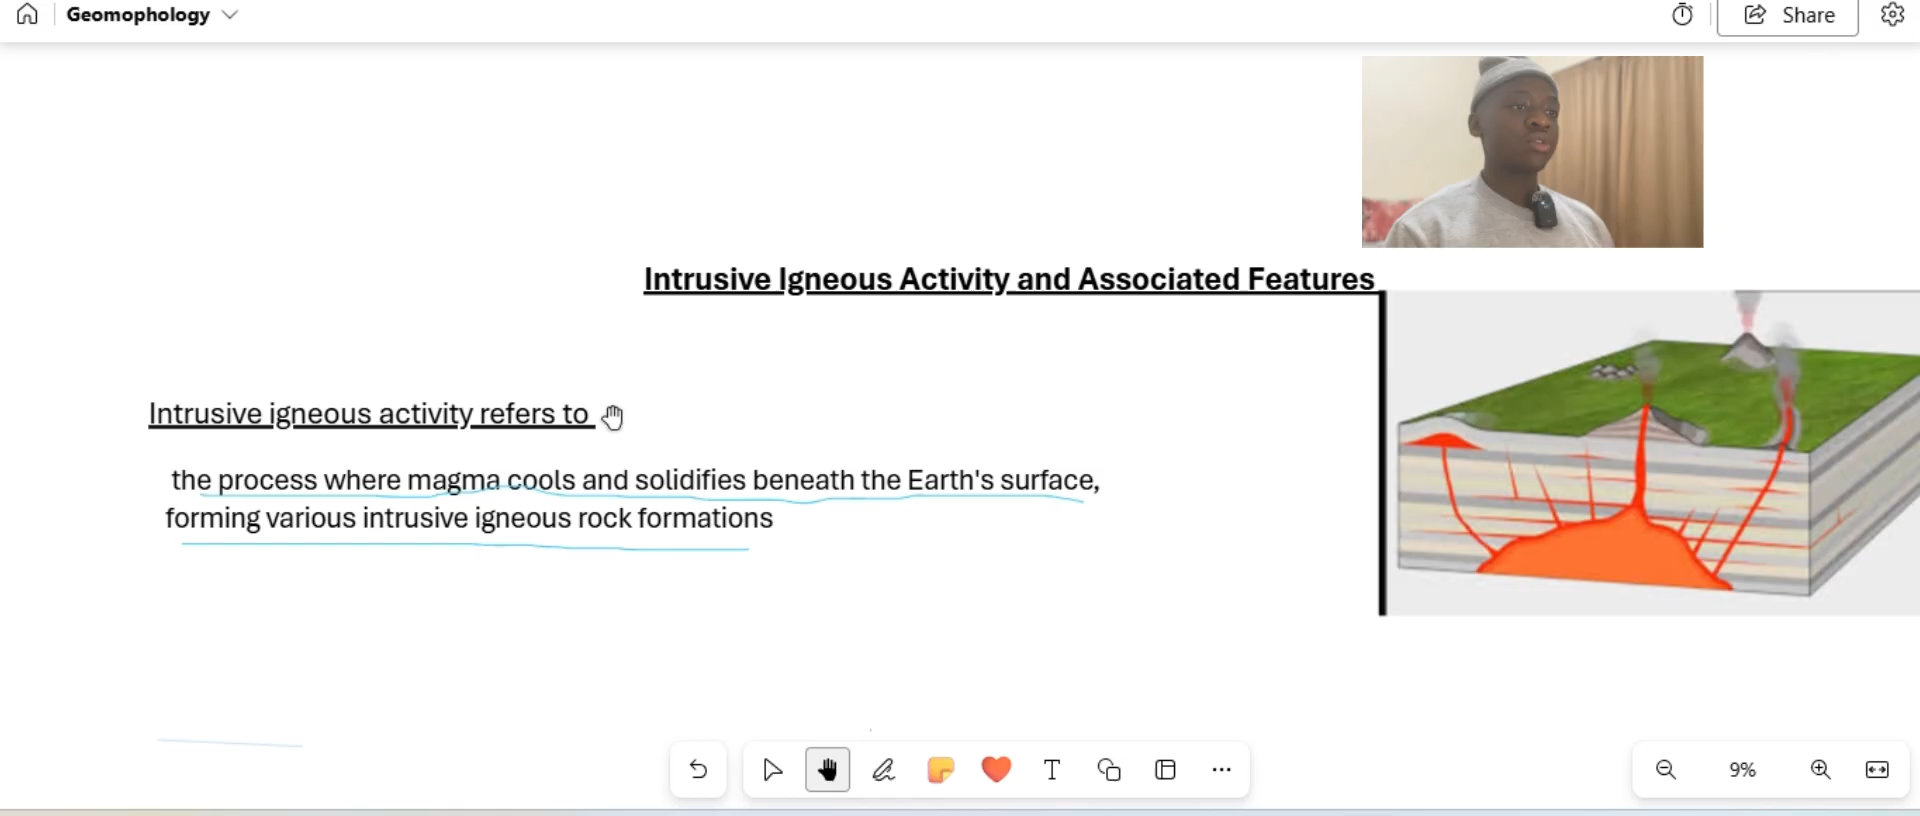 Geomophology
Share
Intrusive Igneous Activity and Associated Features
Intrusive igneous activity refers to
the process where magma cools and solidifies beneath the Earth's surface,
forming various intrusive igneous rock formations
T
9%